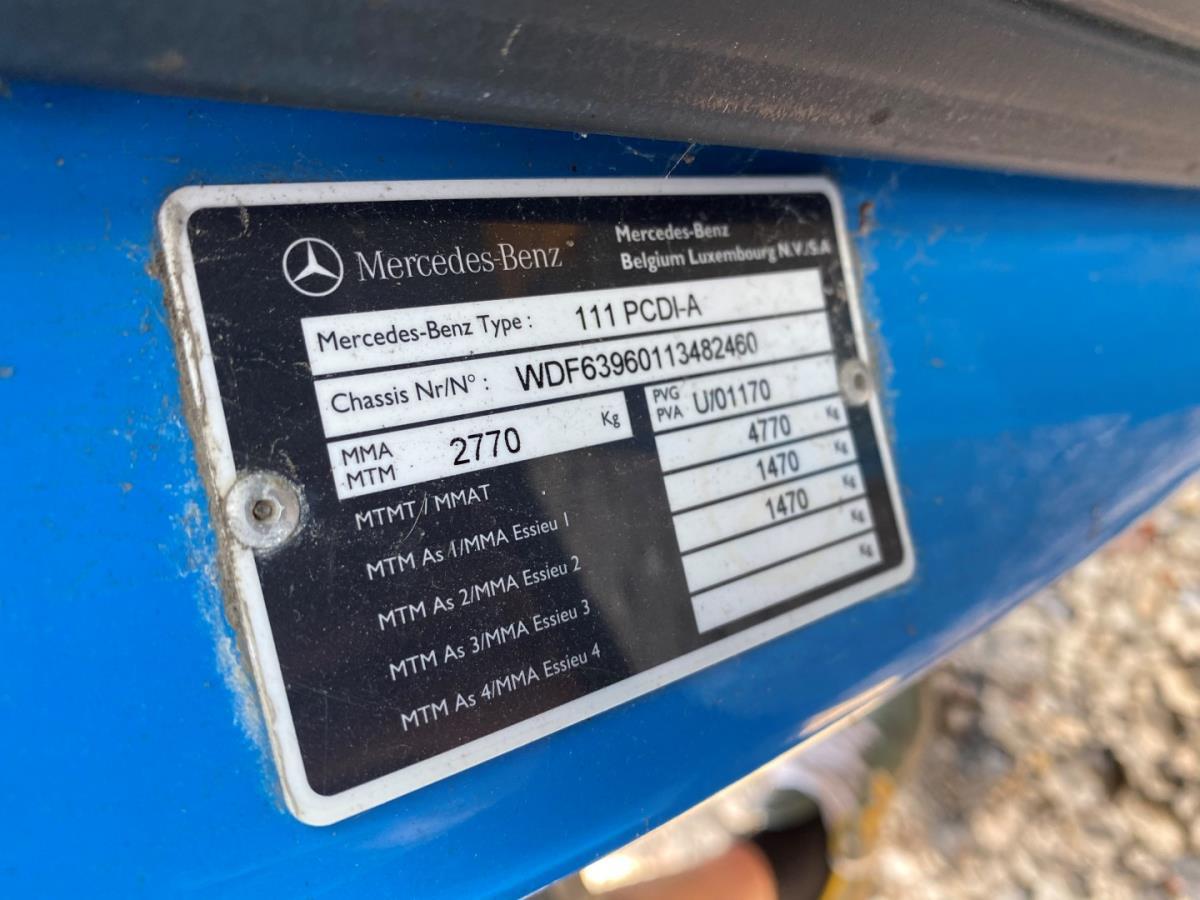 Mercedes-Benz
Mercedes-Benz
Belgium Luxembourg N.V./S.A
Mercedes-Benz Type : 111 PCDI-A
Chassis Nr/N° : WDF63960113482460
MMA
MTM 2770 Kg
PVG
PVA U/01170
MTMT / MMAT 4770 Kg
MTM As 1/MMA Essieu 1 1470 Kg
MTM As 2/MMA Essieu 2 1470 Kg
MTM As 3/MMA Essieu 3 Kg
MTM As 4/MMA Essieu 4 Kg